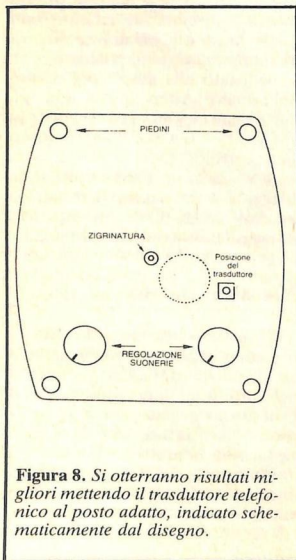 PIEDINI
ZIGRINATURA
Posizione
del
trasduttore
REGOLAZIONE
SUONERIE
Figura 8. Si otterranno risultati mi-
gliori mettendo il trasduttore telefo-
nico al posto adatto, indicato sche-
maticamente dal disegno.